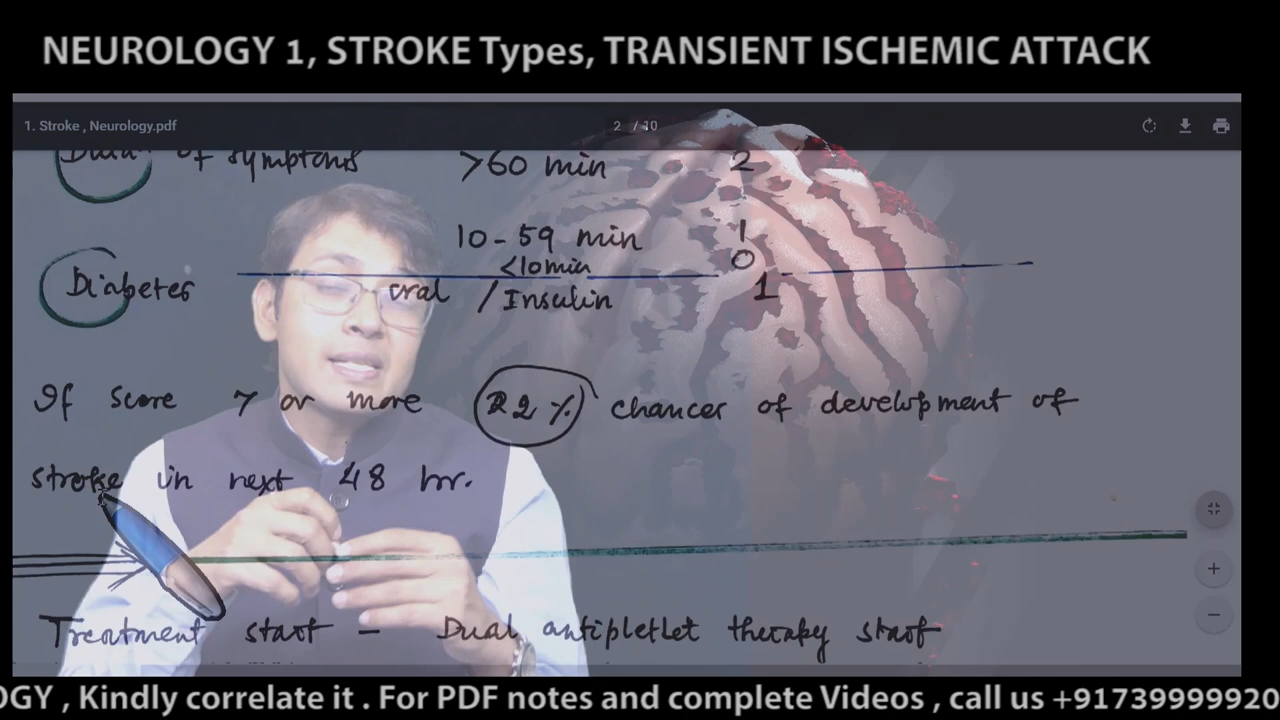 NEUROLOGY 1, STROKE Types, TRANSIENT ISCHEMIC ATTACK
1. Stroke , Neurology.pdf 2 / 10
of symptons >60 min 2
10 - 59 min 1
<10min 0
Diabetes oral / Insulin 1
If score 7 or more 22 % chances of development of
stroke in next 48 hr.
Treatment start - Dual antipletlet therapy start
OGY , Kindly correlate it . For PDF notes and complete Videos , call us +91739999920